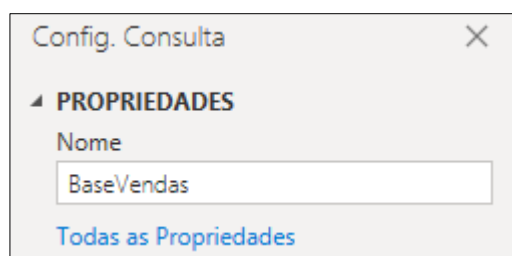 Config. Consulta
PROPRIEDADES
Nome
BaseVendas
Todas as Propriedades